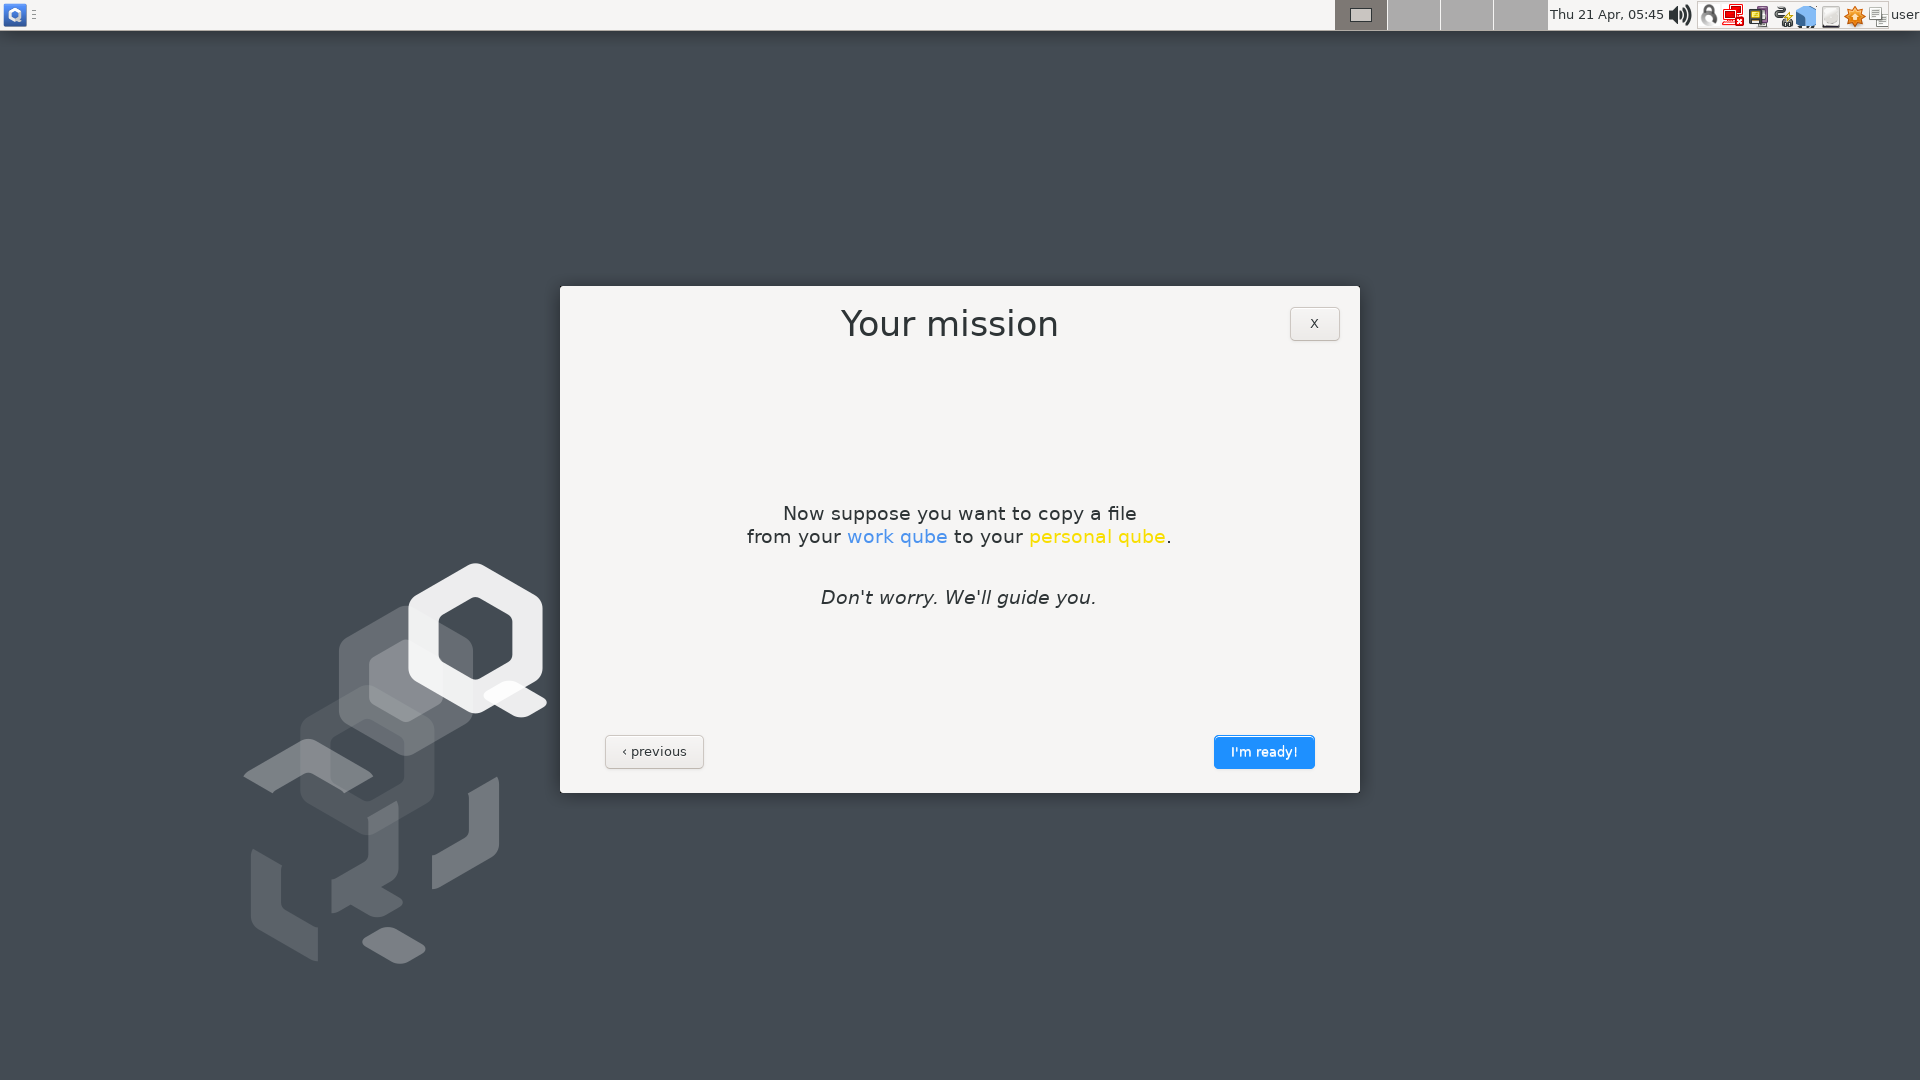 Thu 21 Apr, 05:45
user
Your mission
X
Now suppose you want to copy a file
from your work qube to your personal qube.
Don't worry. We'll guide you.
‹ previous
I'm ready!